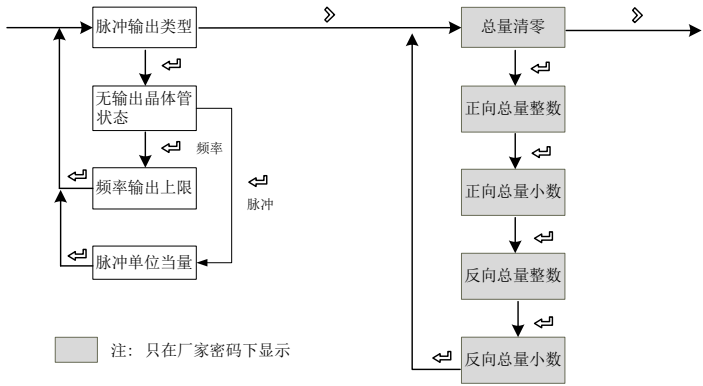 脉冲输出类型
总量清零
无输出晶体管
状态
正向总量整数
频率
频率输出上限
脉冲
正向总量小数
脉冲单位当量
反向总量整数
注： 只在厂家密码下显示
反向总量小数